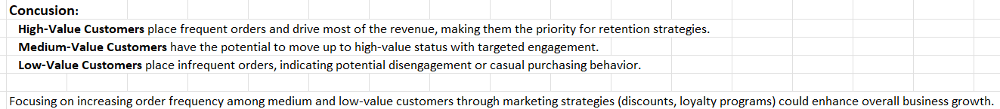 Concusion:
High-Value Customers place frequent orders and drive most of the revenue, making them the priority for retention strategies.
Medium-Value Customers have the potential to move up to high-value status with targeted engagement.
Low-Value Customers place infrequent orders, indicating potential disengagement or casual purchasing behavior.
Focusing on increasing order frequency among medium and low-value customers through marketing strategies (discounts, loyalty programs) could enhance overall business growth.